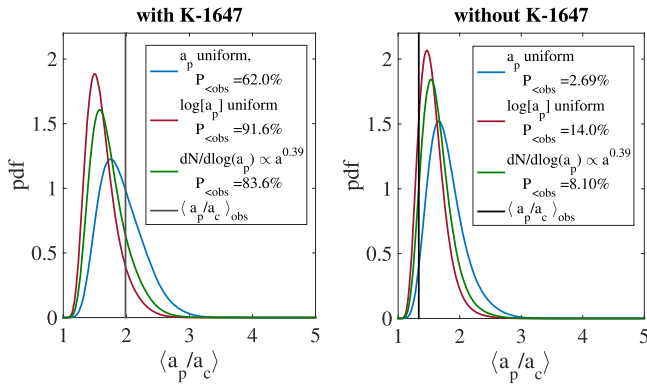 with K-1647
pdf
2
1.5
1
0.5
0
1 2 3 4 5
⟨ a_p/a_c ⟩
a_p uniform,
P_<obs =62.0%
log[a_p] uniform
P_<obs =91.6%
dN/dlog(a_p) ∝ a^0.39
P_<obs =83.6%
⟨ a_p/a_c ⟩_obs
without K-1647
pdf
2
1.5
1
0.5
0
1 2 3 4 5
⟨ a_p/a_c ⟩
a_p uniform
P_<obs =2.69%
log[a_p] uniform
P_<obs =14.0%
dN/dlog(a_p) ∝ a^0.39
P_<obs =8.10%
⟨ a_p/a_c ⟩_obs